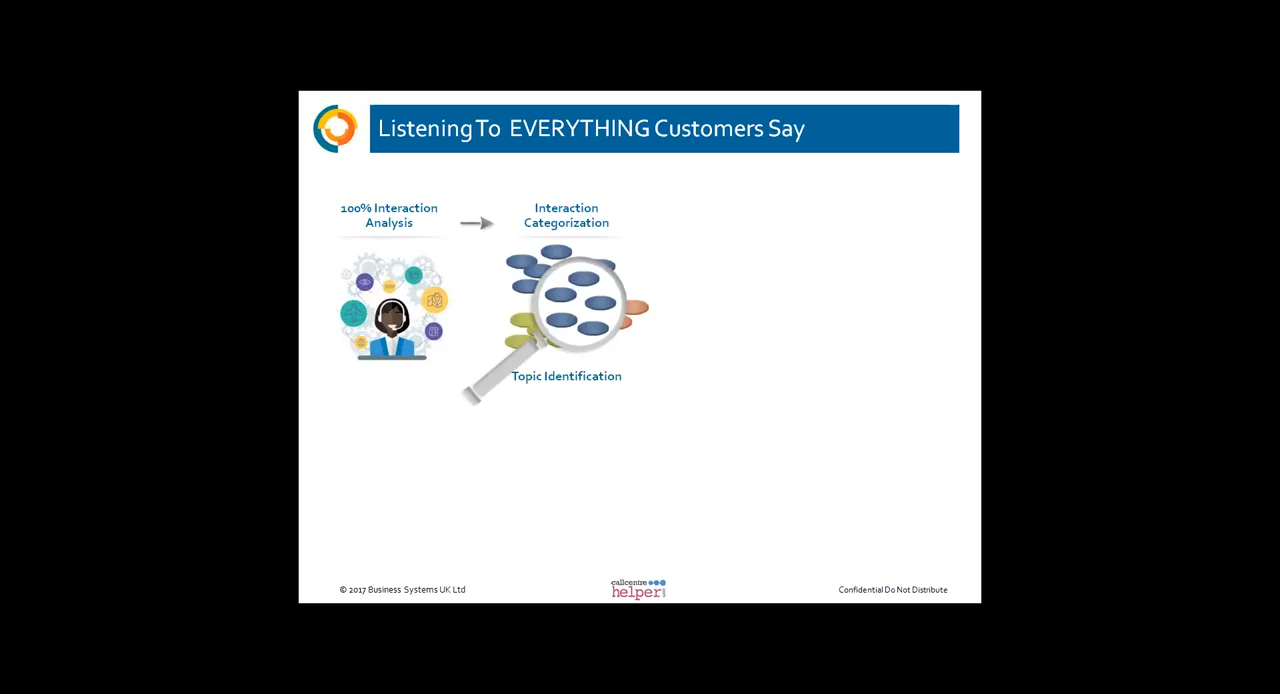 Listening To EVERYTHING Customers Say
100% Interaction
Analysis
Interaction
Categorization
Topic Identification
© 2017 Business Systems UK Ltd
callcentre
helper
Confidential Do Not Distribute